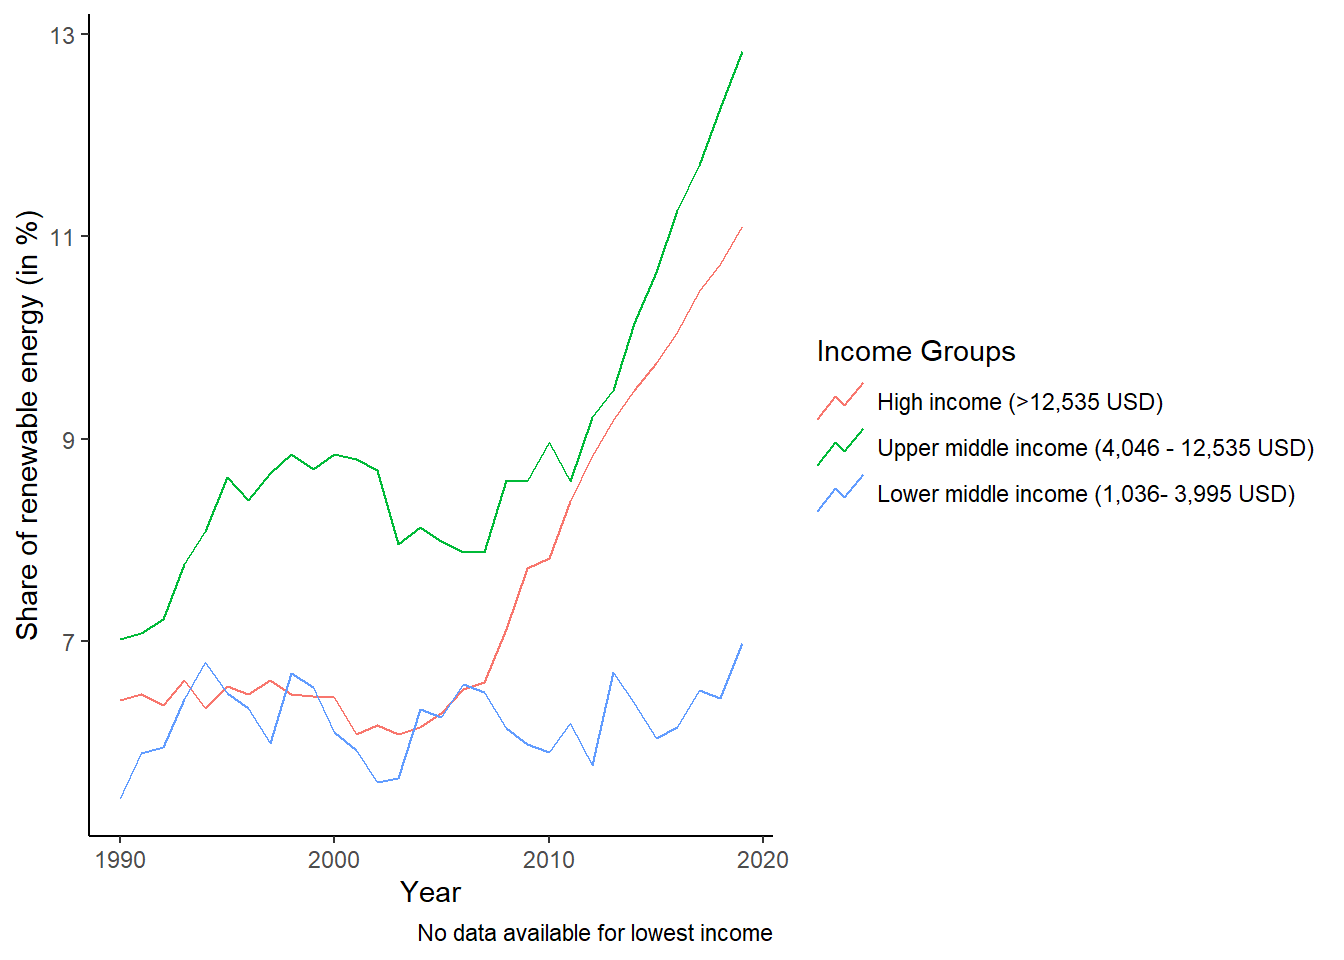 13
11
9
7
Share of renewable energy (in %)
1990
2000
2010
2020
Year
No data available for lowest income
Income Groups
High income (>12,535 USD)
Upper middle income (4,046 - 12,535 USD)
Lower middle income (1,036- 3,995 USD)